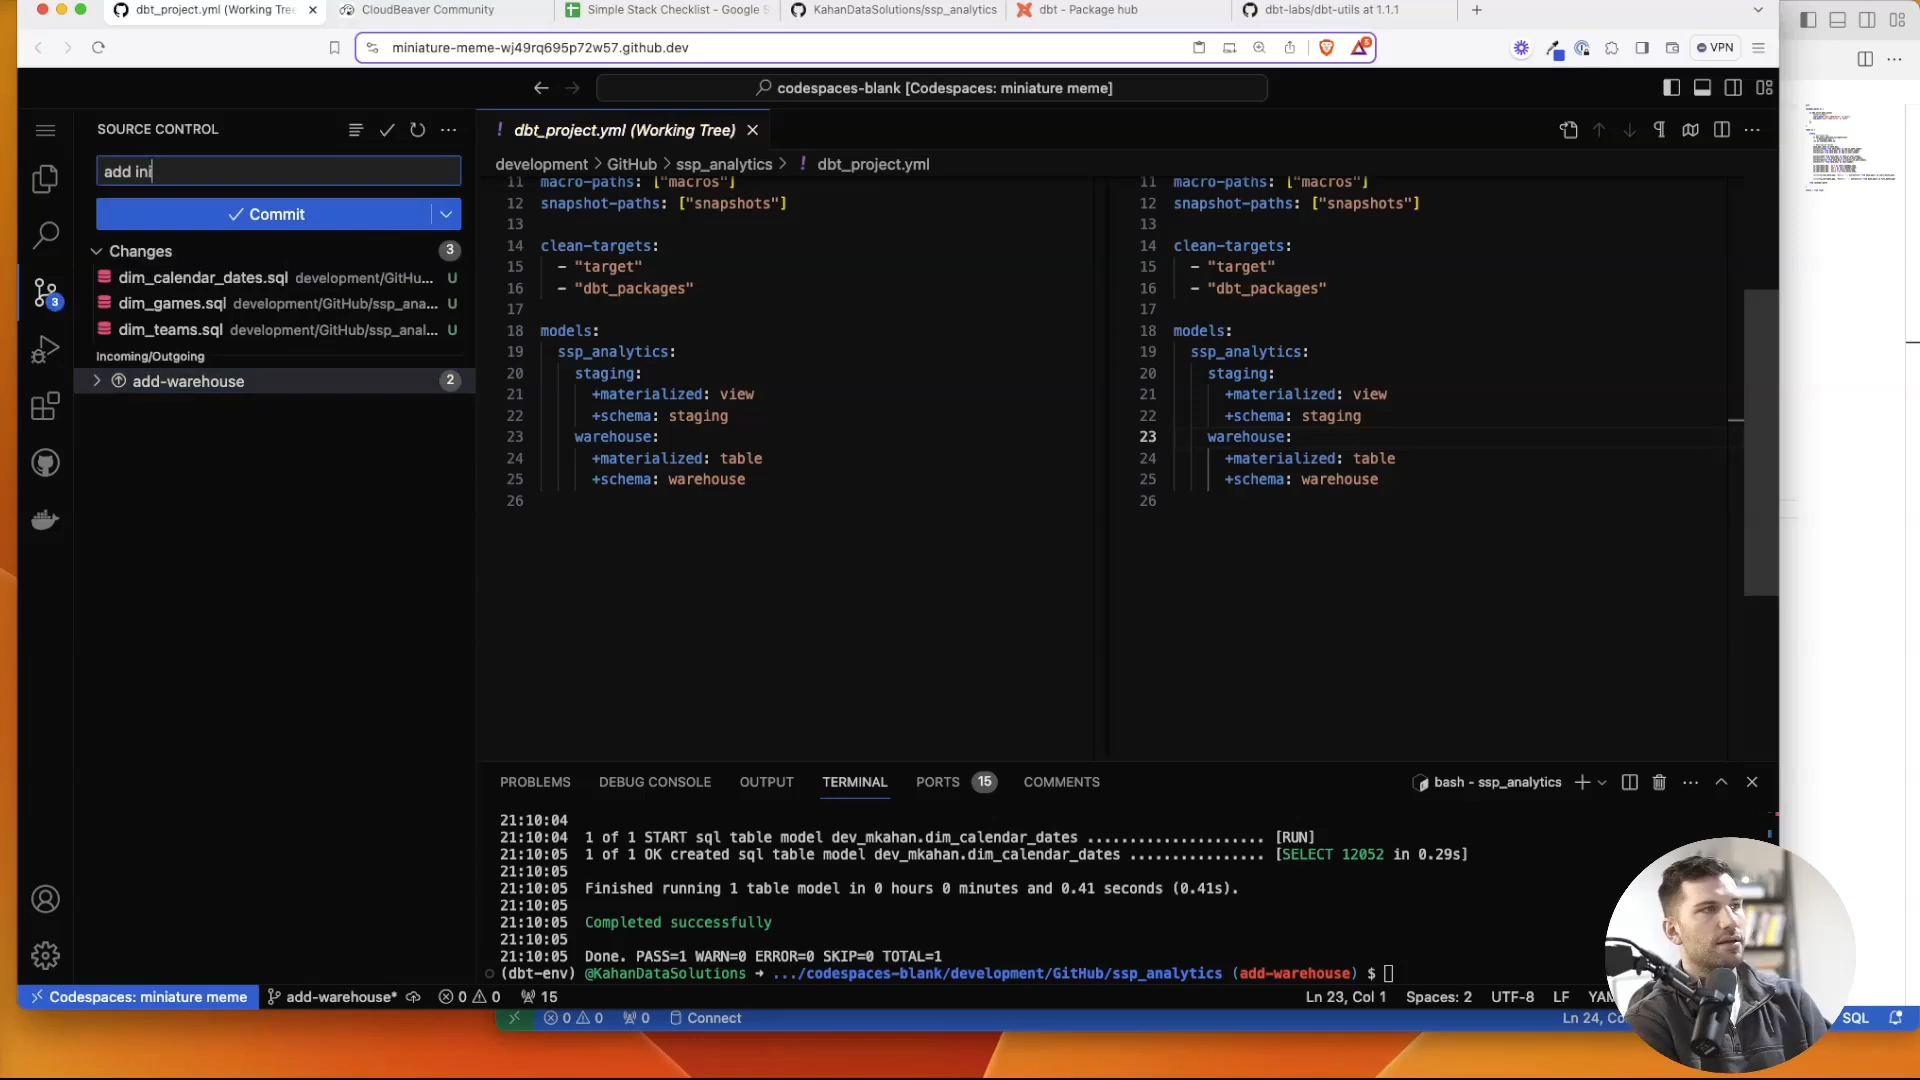 dbt_project.yml (Working Tree
CloudBeaver Community
Simple Stack Checklist - Google S
KahanDataSolutions/ssp_analytics
dbt - Package hub
dbt-labs/dbt-utils at 1.1.1
miniature-meme-wj49rq695p72w57.github.dev
5
VPN
codespaces-blank [Codespaces: miniature meme]
SOURCE CONTROL
add ini
Commit
Changes 3
dim_calendar_dates.sql development/GitHu... U
dim_games.sql development/GitHub/ssp_ana... U
dim_teams.sql development/GitHub/ssp_anal... U
Incoming/Outgoing
add-warehouse 2
3
! dbt_project.yml (Working Tree)
development > GitHub > ssp_analytics > ! dbt_project.yml
11 macro-paths: ["macros"]
12 snapshot-paths: ["snapshots"]
13
14 clean-targets:
15 - "target"
16 - "dbt_packages"
17
18 models:
19 ssp_analytics:
20 staging:
21 +materialized: view
22 +schema: staging
23 warehouse:
24 +materialized: table
25 +schema: warehouse
26
11 macro-paths: ["macros"]
12 snapshot-paths: ["snapshots"]
13
14 clean-targets:
15 - "target"
16 - "dbt_packages"
17
18 models:
19 ssp_analytics:
20 staging:
21 +materialized: view
22 +schema: staging
23 warehouse:
24 +materialized: table
25 +schema: warehouse
26
PROBLEMS DEBUG CONSOLE OUTPUT TERMINAL PORTS 15 COMMENTS
bash - ssp_analytics
21:10:04
21:10:04 1 of 1 START sql table model dev_mkahan.dim_calendar_dates ..................... [RUN]
21:10:05 1 of 1 OK created sql table model dev_mkahan.dim_calendar_dates ................ [SELECT 12052 in 0.29s]
21:10:05
21:10:05 Finished running 1 table model in 0 hours 0 minutes and 0.41 seconds (0.41s).
21:10:05
21:10:05 Completed successfully
21:10:05
21:10:05 Done. PASS=1 WARN=0 ERROR=0 SKIP=0 TOTAL=1
(dbt-env) @KahanDataSolutions → .../codespaces-blank/development/GitHub/ssp_analytics (add-warehouse) $
Codespaces: miniature meme add-warehouse* 0 0 15
Ln 23, Col 1 Spaces: 2 UTF-8 LF YAM
0 0 0 Connect
Ln 24, Co
SQL